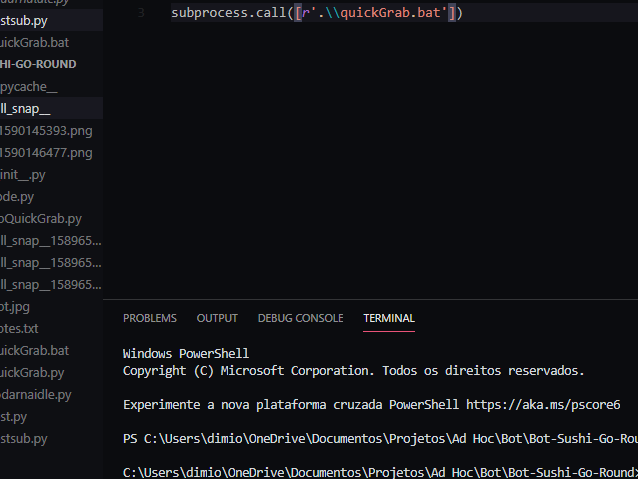 stsub.py
uickGrab.bat
HI-GO-ROUND
pycache__
ll_snap__
1590145393.png
1590146477.png
init__.py
ode.py
oQuickGrab.py
ll_snap__158965...
ll_snap__158965...
ll_snap__158965...
ot.jpg
otes.txt
uickGrab.bat
uickGrab.py
odarnaidle.py
st.py
stsub.py
3 subprocess.call([r'.\\quickGrab.bat'])
PROBLEMS OUTPUT DEBUG CONSOLE TERMINAL
Windows PowerShell
Copyright (C) Microsoft Corporation. Todos os direitos reservados.
Experimente a nova plataforma cruzada PowerShell https://aka.ms/pscore6
PS C:\Users\dimio\OneDrive\Documentos\Projetos\Ad Hoc\Bot\Bot-Sushi-Go-Rou
C:\Users\dimio\OneDrive\Documentos\Projetos\Ad Hoc\Bot\Bot-Sushi-Go-Round>